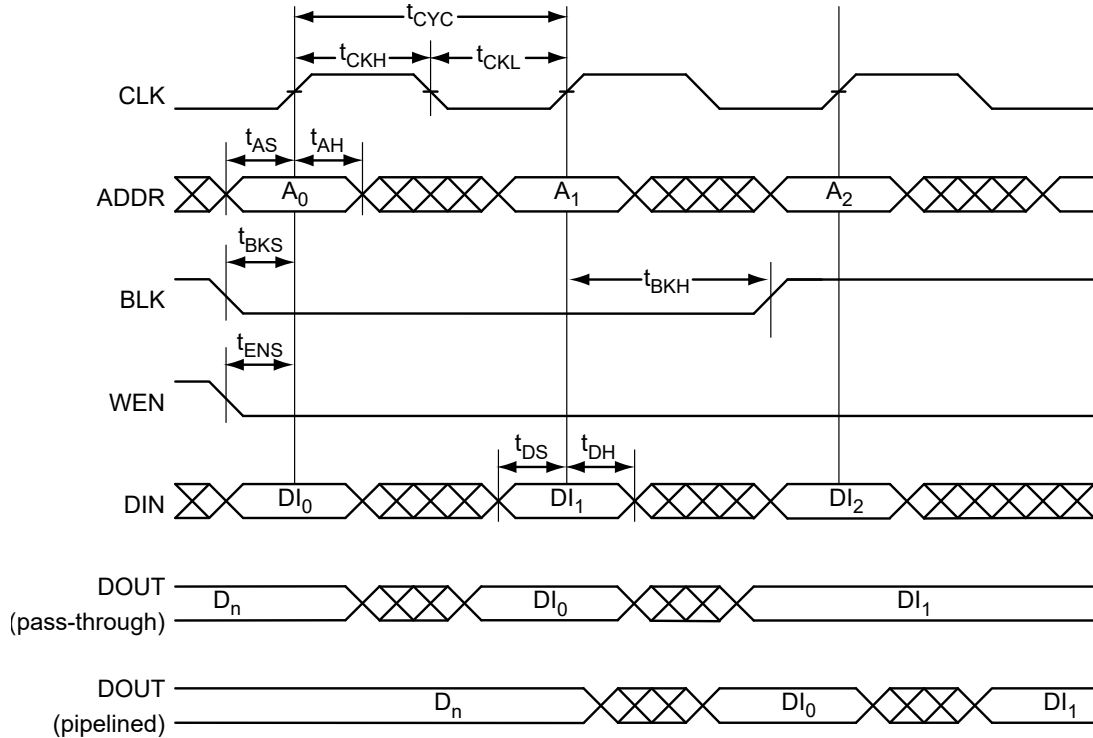 tCYC
tCKH tCKL
CLK
tAS tAH
ADDR A0 A1 A2
tBKS
tBKH
BLK
tENS
WEN
tDS tDH
DIN DI0 DI1 DI2
DOUT
(pass-through)
Dn DI0 DI1
DOUT
(pipelined)
Dn DI0 DI1